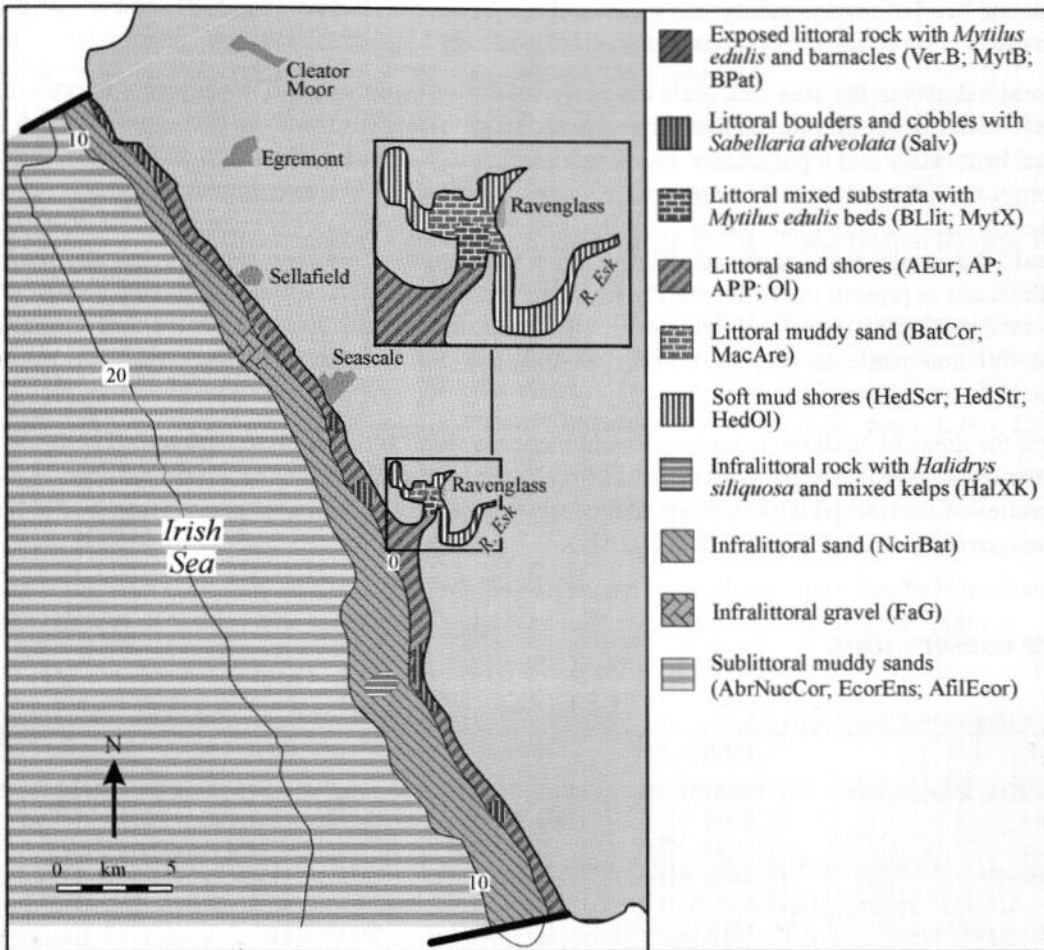 Cleator
Moor
10
Egremont
Ravenglass
R. Esk
Sellafield
Seascale
20
Ravenglass
R. Esk
Irish
Sea
0
N
0 km 5
10
Exposed littoral rock with Mytilus
edulis and barnacles (Ver.B; MytB;
BPat)
Littoral boulders and cobbles with
Sabellaria alveolata (Salv)
Littoral mixed substrata with
Mytilus edulis beds (BLlit; MytX)
Littoral sand shores (AEur; AP;
AP.P; Ol)
Littoral muddy sand (BatCor;
MacAre)
Soft mud shores (HedScr; HedStr;
HedOl)
Infralittoral rock with Halidrys
siliquosa and mixed kelps (HalXK)
Infralittoral sand (NcirBat)
Infralittoral gravel (FaG)
Sublittoral muddy sands
(AbrNucCor; EcorEns; AfilEcor)